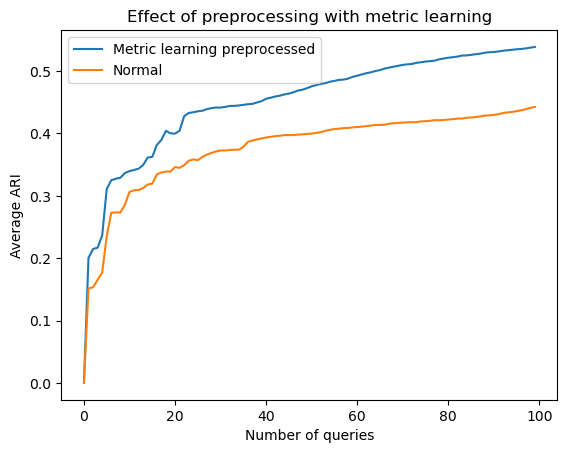 Effect of preprocessing with metric learning
Metric learning preprocessed
Normal
Average ARI
0.5
0.4
0.3
0.2
0.1
0.0
0 20 40 60 80 100
Number of queries